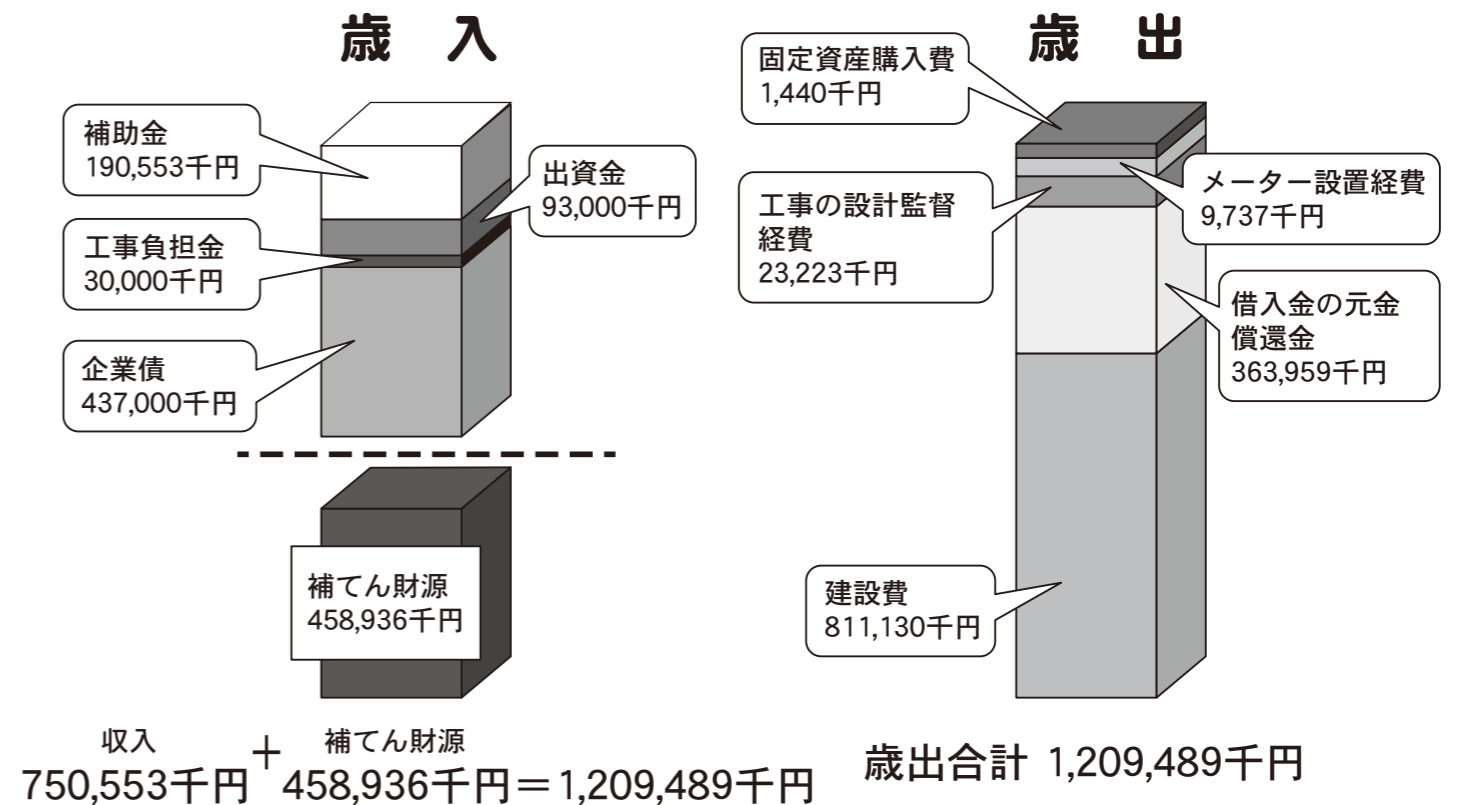 歳 入
補助金
190,553千円
出資金
93,000千円
工事負担金
30,000千円
企業債
437,000千円
補てん財源
458,936千円
収入
750,553千円
+
補てん財源
458,936千円=1,209,489千円
歳 出
固定資産購入費
1,440千円
メーター設置経費
9,737千円
工事の設計監督
経費
23,223千円
借入金の元金
償還金
363,959千円
建設費
811,130千円
歳出合計 1,209,489千円